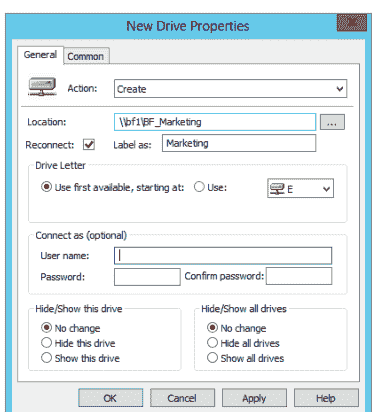 New Drive Properties
General Common
Action: Create
Location: \\bf1\BF_Marketing ...
Reconnect: Label as: Marketing
Drive Letter
Use first available, starting at: Use: E
Connect as (optional)
User name:
Password: Confirm password:
Hide/Show this drive Hide/Show all drives
No change No change
Hide this drive Hide all drives
Show this drive Show all drives
OK Cancel Apply Help